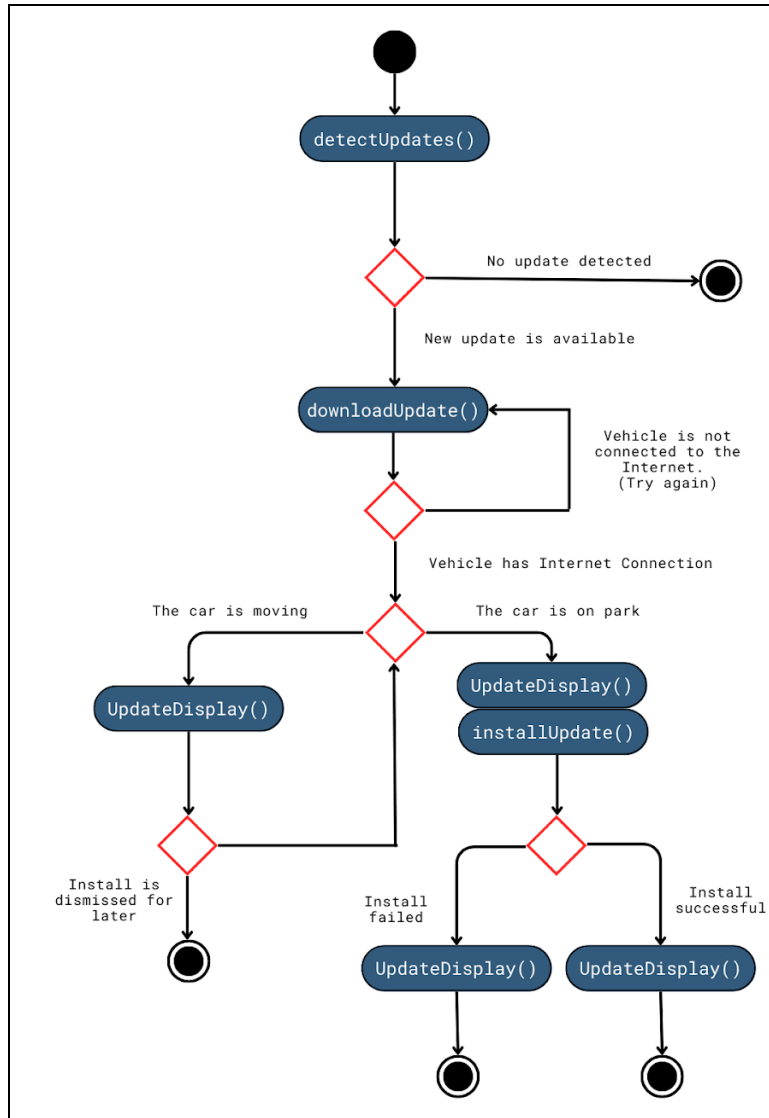 detectUpdates()
No update detected
New update is available
downloadUpdate()
Vehicle is not
connected to the
Internet.
(Try again)
Vehicle has Internet Connection
The car is moving
The car is on park
UpdateDisplay()
UpdateDisplay()
installUpdate()
Install is
dismissed for
later
Install
failed
Install
successful
UpdateDisplay()
UpdateDisplay()